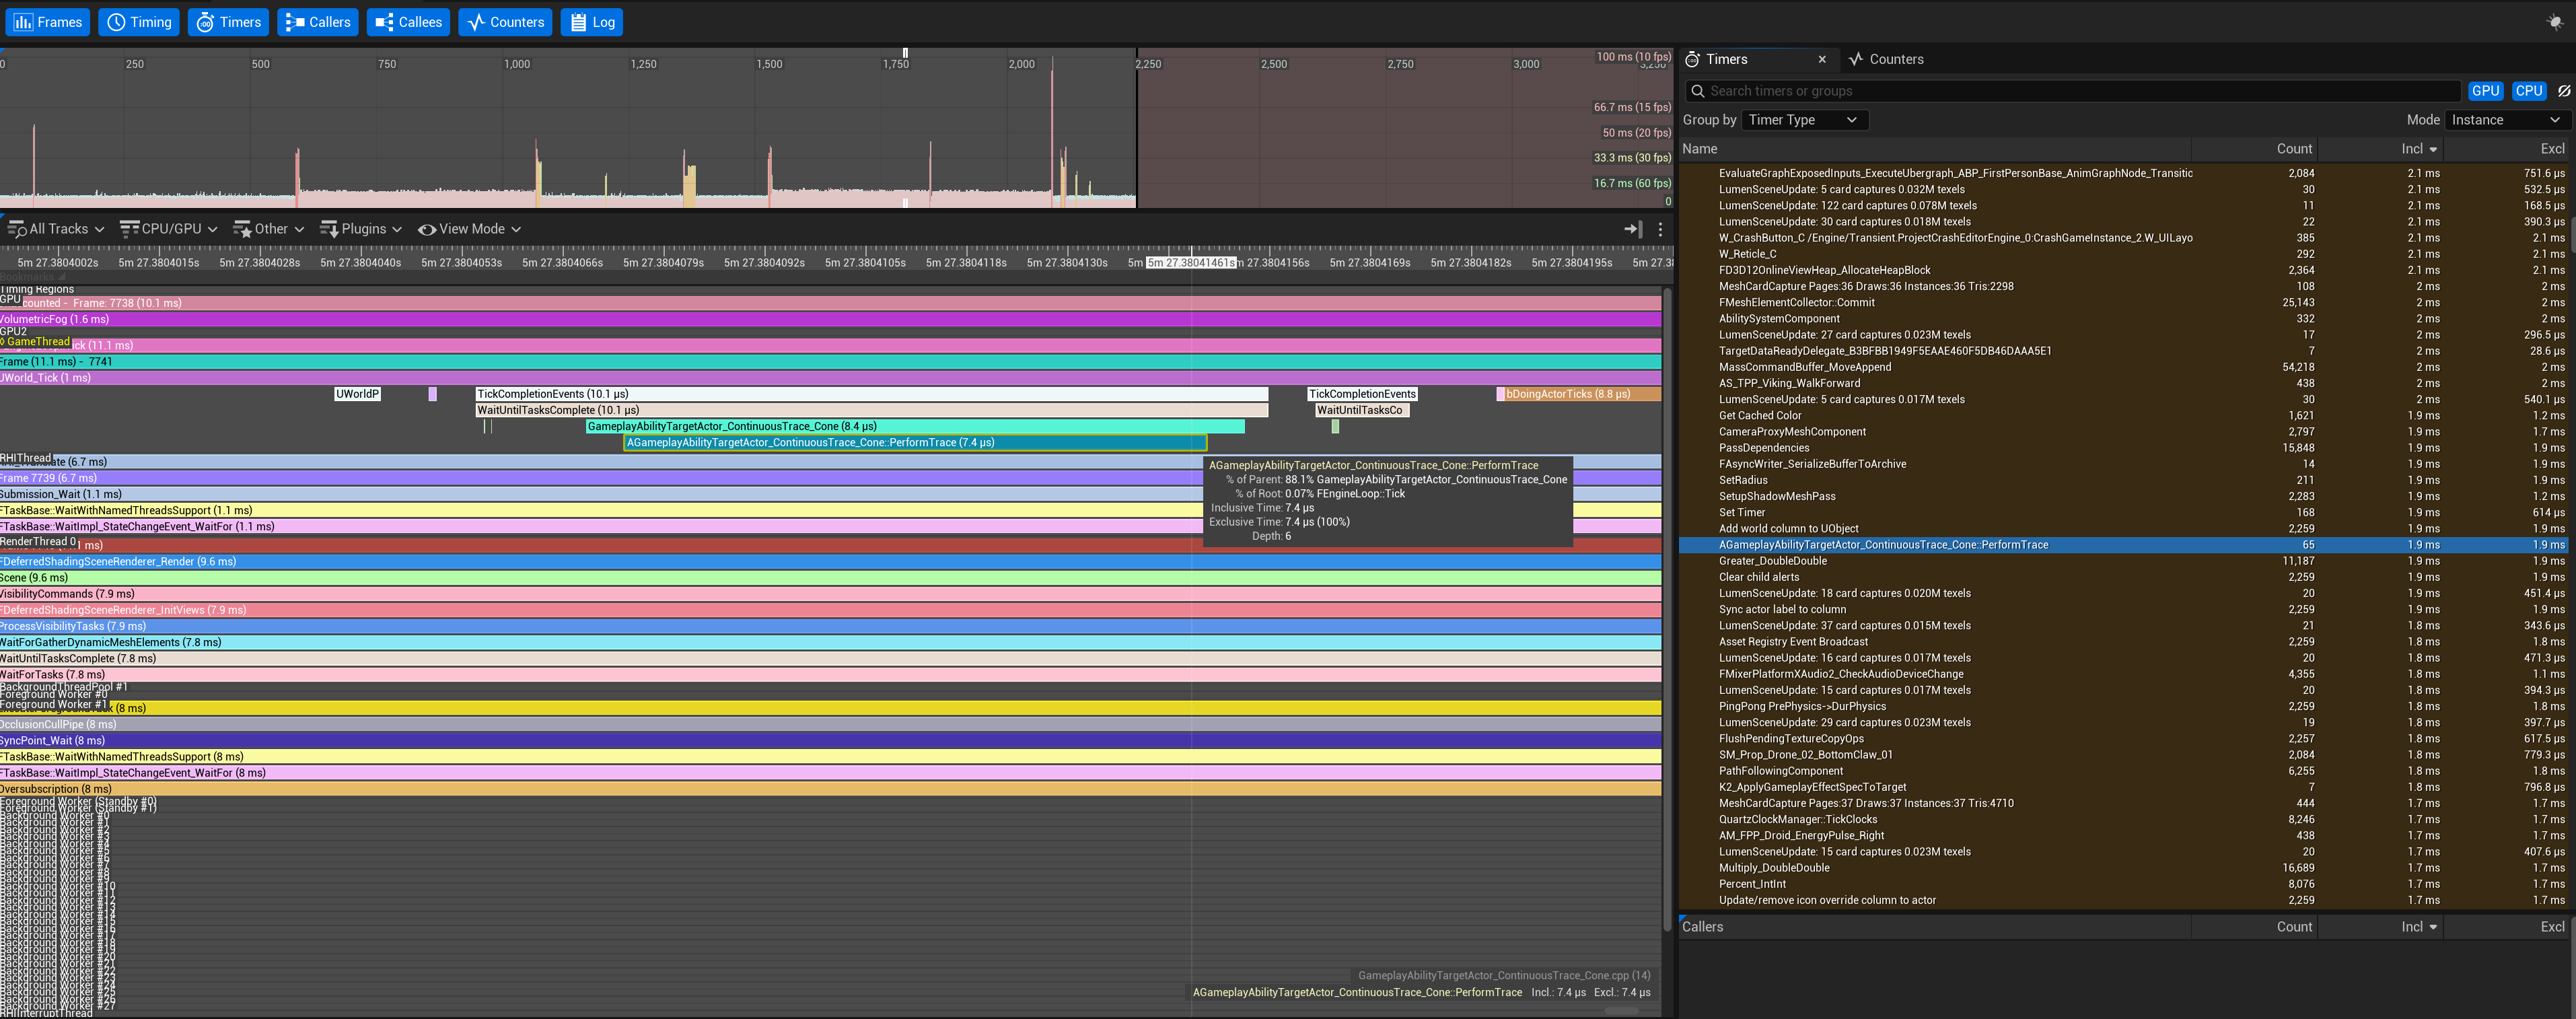 Frames Timing Timers Callers Callees Counters Log
0 250 500 750 1,000 1,250 1,500 1,750 2,000 2,250 2,500 2,750 3,000 3,250
100 ms (10 fps)
66.7 ms (15 fps)
50 ms (20 fps)
33.3 ms (30 fps)
16.7 ms (60 fps)
0
All Tracks CPU/GPU Other Plugins View Mode
5m 27.3804002s 5m 27.3804015s 5m 27.3804028s 5m 27.3804040s 5m 27.3804053s 5m 27.3804066s 5m 27.3804079s 5m 27.3804092s 5m 27.3804105s 5m 27.3804118s 5m 27.3804130s 5m 5m 27.38041461s 27.3804156s 5m 27.3804169s 5m 27.3804182s 5m 27.3804195s 5m 27.38
Bookmarks
Timing Regions
GPU counted - Frame: 7738 (10.1 ms)
VolumetricFog (1.6 ms)
GPU2
GameThread ick (11.1 ms)
Frame (11.1 ms) - 7741
UWorld_Tick (1 ms)
UWorldP TickCompletionEvents (10.1 µs) TickCompletionEvents bDoingActorTicks (8.8 µs)
WaitUntilTasksComplete (10.1 µs) WaitUntilTasksCo
GameplayAbilityTargetActor_ContinuousTrace_Cone (8.4 µs)
AGameplayAbilityTargetActor_ContinuousTrace_Cone::PerformTrace (7.4 µs)
RHIThread
late (6.7 ms)
Frame 7739 (6.7 ms)
Submission_Wait (1.1 ms)
FTaskBase::WaitWithNamedThreadsSupport (1.1 ms)
FTaskBase::WaitImpl_StateChangeEvent_WaitFor (1.1 ms)
RenderThread 0
1 ms)
FDeferredShadingSceneRenderer_Render (9.6 ms)
Scene (9.6 ms)
VisibilityCommands (7.9 ms)
FDeferredShadingSceneRenderer_InitViews (7.9 ms)
ProcessVisibilityTasks (7.9 ms)
WaitForGatherDynamicMeshElements (7.8 ms)
WaitUntilTasksComplete (7.8 ms)
WaitForTasks (7.8 ms)
BackgroundThreadPool #1
Foreground Worker #0
Foreground Worker #1 (8 ms)
OcclusionCullPipe (8 ms)
SyncPoint_Wait (8 ms)
FTaskBase::WaitWithNamedThreadsSupport (8 ms)
FTaskBase::WaitImpl_StateChangeEvent_WaitFor (8 ms)
Oversubscription (8 ms)
Foreground Worker (Standby #0)
Foreground Worker (Standby #1)
Background Worker #0
Background Worker #1
Background Worker #2
Background Worker #3
Background Worker #4
Background Worker #5
Background Worker #6
Background Worker #7
Background Worker #8
Background Worker #9
Background Worker #10
Background Worker #11
Background Worker #12
Background Worker #13
Background Worker #14
Background Worker #15
Background Worker #16
Background Worker #17
Background Worker #18
Background Worker #19
Background Worker #20
Background Worker #21
Background Worker #22
Background Worker #23
Background Worker #24
Background Worker #25
Background Worker #26
Background Worker #27
RHIInterruptThread
AGameplayAbilityTargetActor_ContinuousTrace_Cone::PerformTrace
% of Parent: 88.1% GameplayAbilityTargetActor_ContinuousTrace_Cone
% of Root: 0.07% FEngineLoop::Tick
Inclusive Time: 7.4 µs
Exclusive Time: 7.4 µs (100%)
Depth: 6
GameplayAbilityTargetActor_ContinuousTrace_Cone.cpp (14)
AGameplayAbilityTargetActor_ContinuousTrace_Cone::PerformTrace Incl.: 7.4 µs Excl.: 7.4 µs
Timers Counters
Search timers or groups GPU CPU
Group by Timer Type Mode Instance
Name Count Incl Excl
EvaluateGraphExposedInputs_ExecuteUbergraph_ABP_FirstPersonBase_AnimGraphNode_Transitic 2,084 2.1 ms 751.6 µs
LumenSceneUpdate: 5 card captures 0.032M texels 30 2.1 ms 532.5 µs
LumenSceneUpdate: 122 card captures 0.078M texels 11 2.1 ms 168.5 µs
LumenSceneUpdate: 30 card captures 0.018M texels 22 2.1 ms 390.3 µs
W_CrashButton_C /Engine/Transient.ProjectCrashEditorEngine_0:CrashGameInstance_2.W_UILayo 385 2.1 ms 2.1 ms
W_Reticle_C 292 2.1 ms 2.1 ms
FD3D12OnlineViewHeap_AllocateHeapBlock 2,364 2.1 ms 2.1 ms
MeshCardCapture Pages:36 Draws:36 Instances:36 Tris:2298 108 2 ms 2 ms
FMeshElementCollector::Commit 25,143 2 ms 2 ms
AbilitySystemComponent 332 2 ms 2 ms
LumenSceneUpdate: 27 card captures 0.023M texels 17 2 ms 296.5 µs
TargetDataReadyDelegate_B3BFBB1949F5EAAE460F5DB46DAAA5E1 7 2 ms 28.6 µs
MassCommandBuffer_MoveAppend 54,218 2 ms 2 ms
AS_TPP_Viking_WalkForward 438 2 ms 2 ms
LumenSceneUpdate: 5 card captures 0.017M texels 30 2 ms 540.1 µs
Get Cached Color 1,621 1.9 ms 1.2 ms
CameraProxyMeshComponent 2,797 1.9 ms 1.7 ms
PassDependencies 15,848 1.9 ms 1.9 ms
FAsyncWriter_SerializeBufferToArchive 14 1.9 ms 1.9 ms
SetRadius 211 1.9 ms 1.9 ms
SetupShadowMeshPass 2,283 1.9 ms 1.2 ms
Set Timer 168 1.9 ms 614 µs
Add world column to UObject 2,259 1.9 ms 1.9 ms
AGameplayAbilityTargetActor_ContinuousTrace_Cone::PerformTrace 65 1.9 ms 1.9 ms
Greater_DoubleDouble 11,187 1.9 ms 1.9 ms
Clear child alerts 2,259 1.9 ms 1.9 ms
LumenSceneUpdate: 18 card captures 0.020M texels 20 1.9 ms 451.4 µs
Sync actor label to column 2,259 1.9 ms 1.9 ms
LumenSceneUpdate: 37 card captures 0.015M texels 21 1.9 ms 343.6 µs
Asset Registry Event Broadcast 2,259 1.8 ms 1.8 ms
LumenSceneUpdate: 16 card captures 0.017M texels 20 1.8 ms 471.3 µs
FMixerPlatformXAudio2_CheckAudioDeviceChange 4,355 1.8 ms 1.1 ms
LumenSceneUpdate: 15 card captures 0.017M texels 20 1.8 ms 394.3 µs
PingPong PrePhysics->DurPhysics 2,259 1.8 ms 1.8 ms
LumenSceneUpdate: 29 card captures 0.023M texels 19 1.8 ms 397.7 µs
FlushPendingTextureCopyOps 2,257 1.8 ms 617.5 µs
SM_Prop_Drone_02_BottomClaw_01 2,084 1.8 ms 779.3 µs
PathFollowingComponent 6,255 1.8 ms 1.8 ms
K2_ApplyGameplayEffectSpecToTarget 7 1.8 ms 796.8 µs
MeshCardCapture Pages:37 Draws:37 Instances:37 Tris:4710 444 1.7 ms 1.7 ms
QuartzClockManager::TickClocks 8,246 1.7 ms 1.7 ms
AM_FPP_Droid_EnergyPulse_Right 438 1.7 ms 1.7 ms
LumenSceneUpdate: 15 card captures 0.023M texels 20 1.7 ms 407.6 µs
Multiply_DoubleDouble 16,689 1.7 ms 1.7 ms
Percent_IntInt 8,076 1.7 ms 1.7 ms
Update/remove icon override column to actor 2,259 1.7 ms 1.7 ms
Callers Count Incl Excl